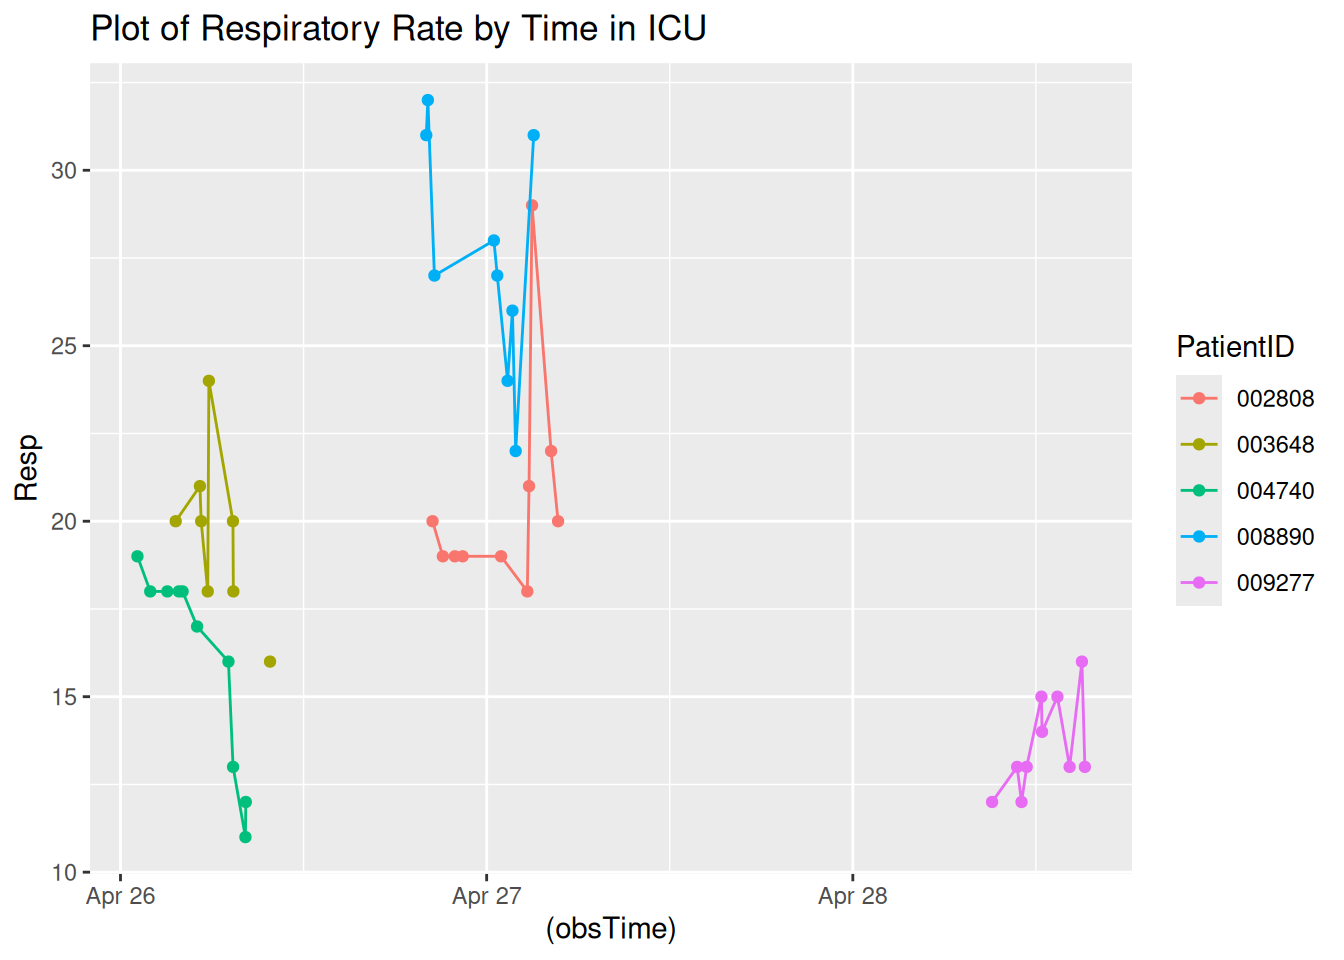 Plot of Respiratory Rate by Time in ICU
Resp
30
25
20
15
10
Apr 26
Apr 27
Apr 28
(obsTime)
PatientID
002808
003648
004740
008890
009277